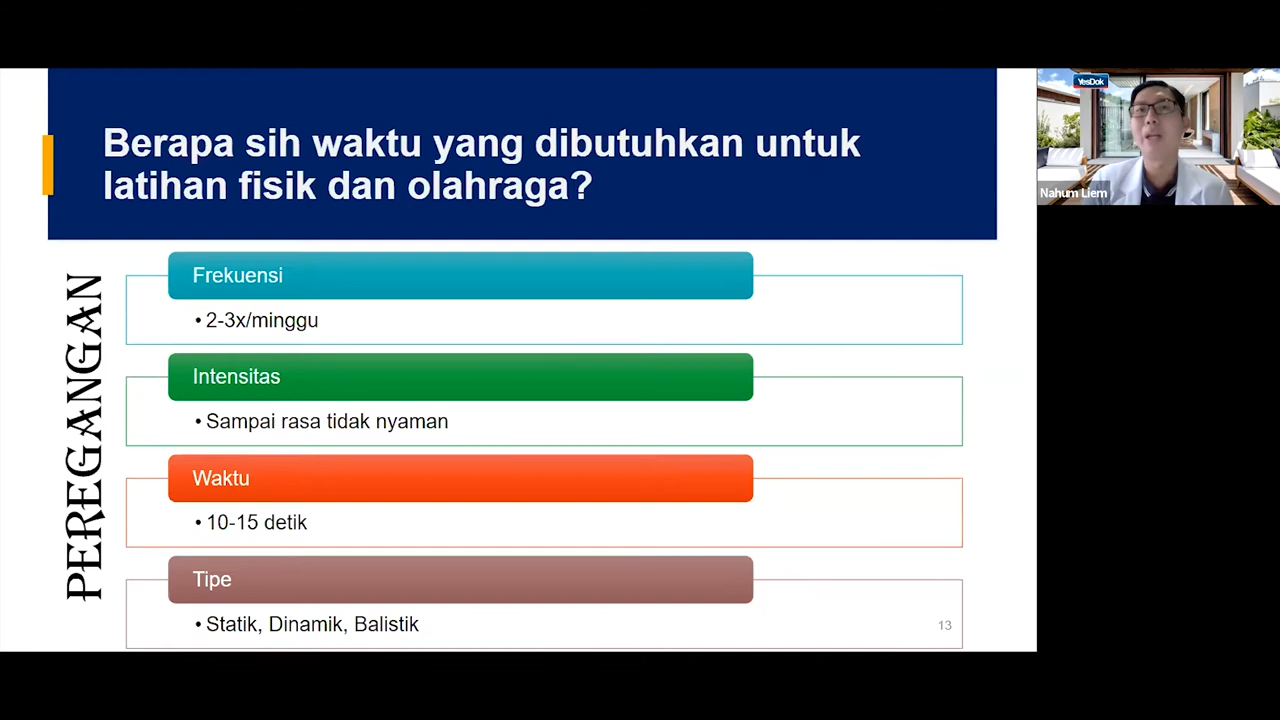 Berapa sih waktu yang dibutuhkan untuk
latihan fisik dan olahraga?
PEREGANGAN
Frekuensi
• 2-3x/minggu
Intensitas
• Sampai rasa tidak nyaman
Waktu
• 10-15 detik
Tipe
• Statik, Dinamik, Balistik
13
YesDok
Nahum Liem